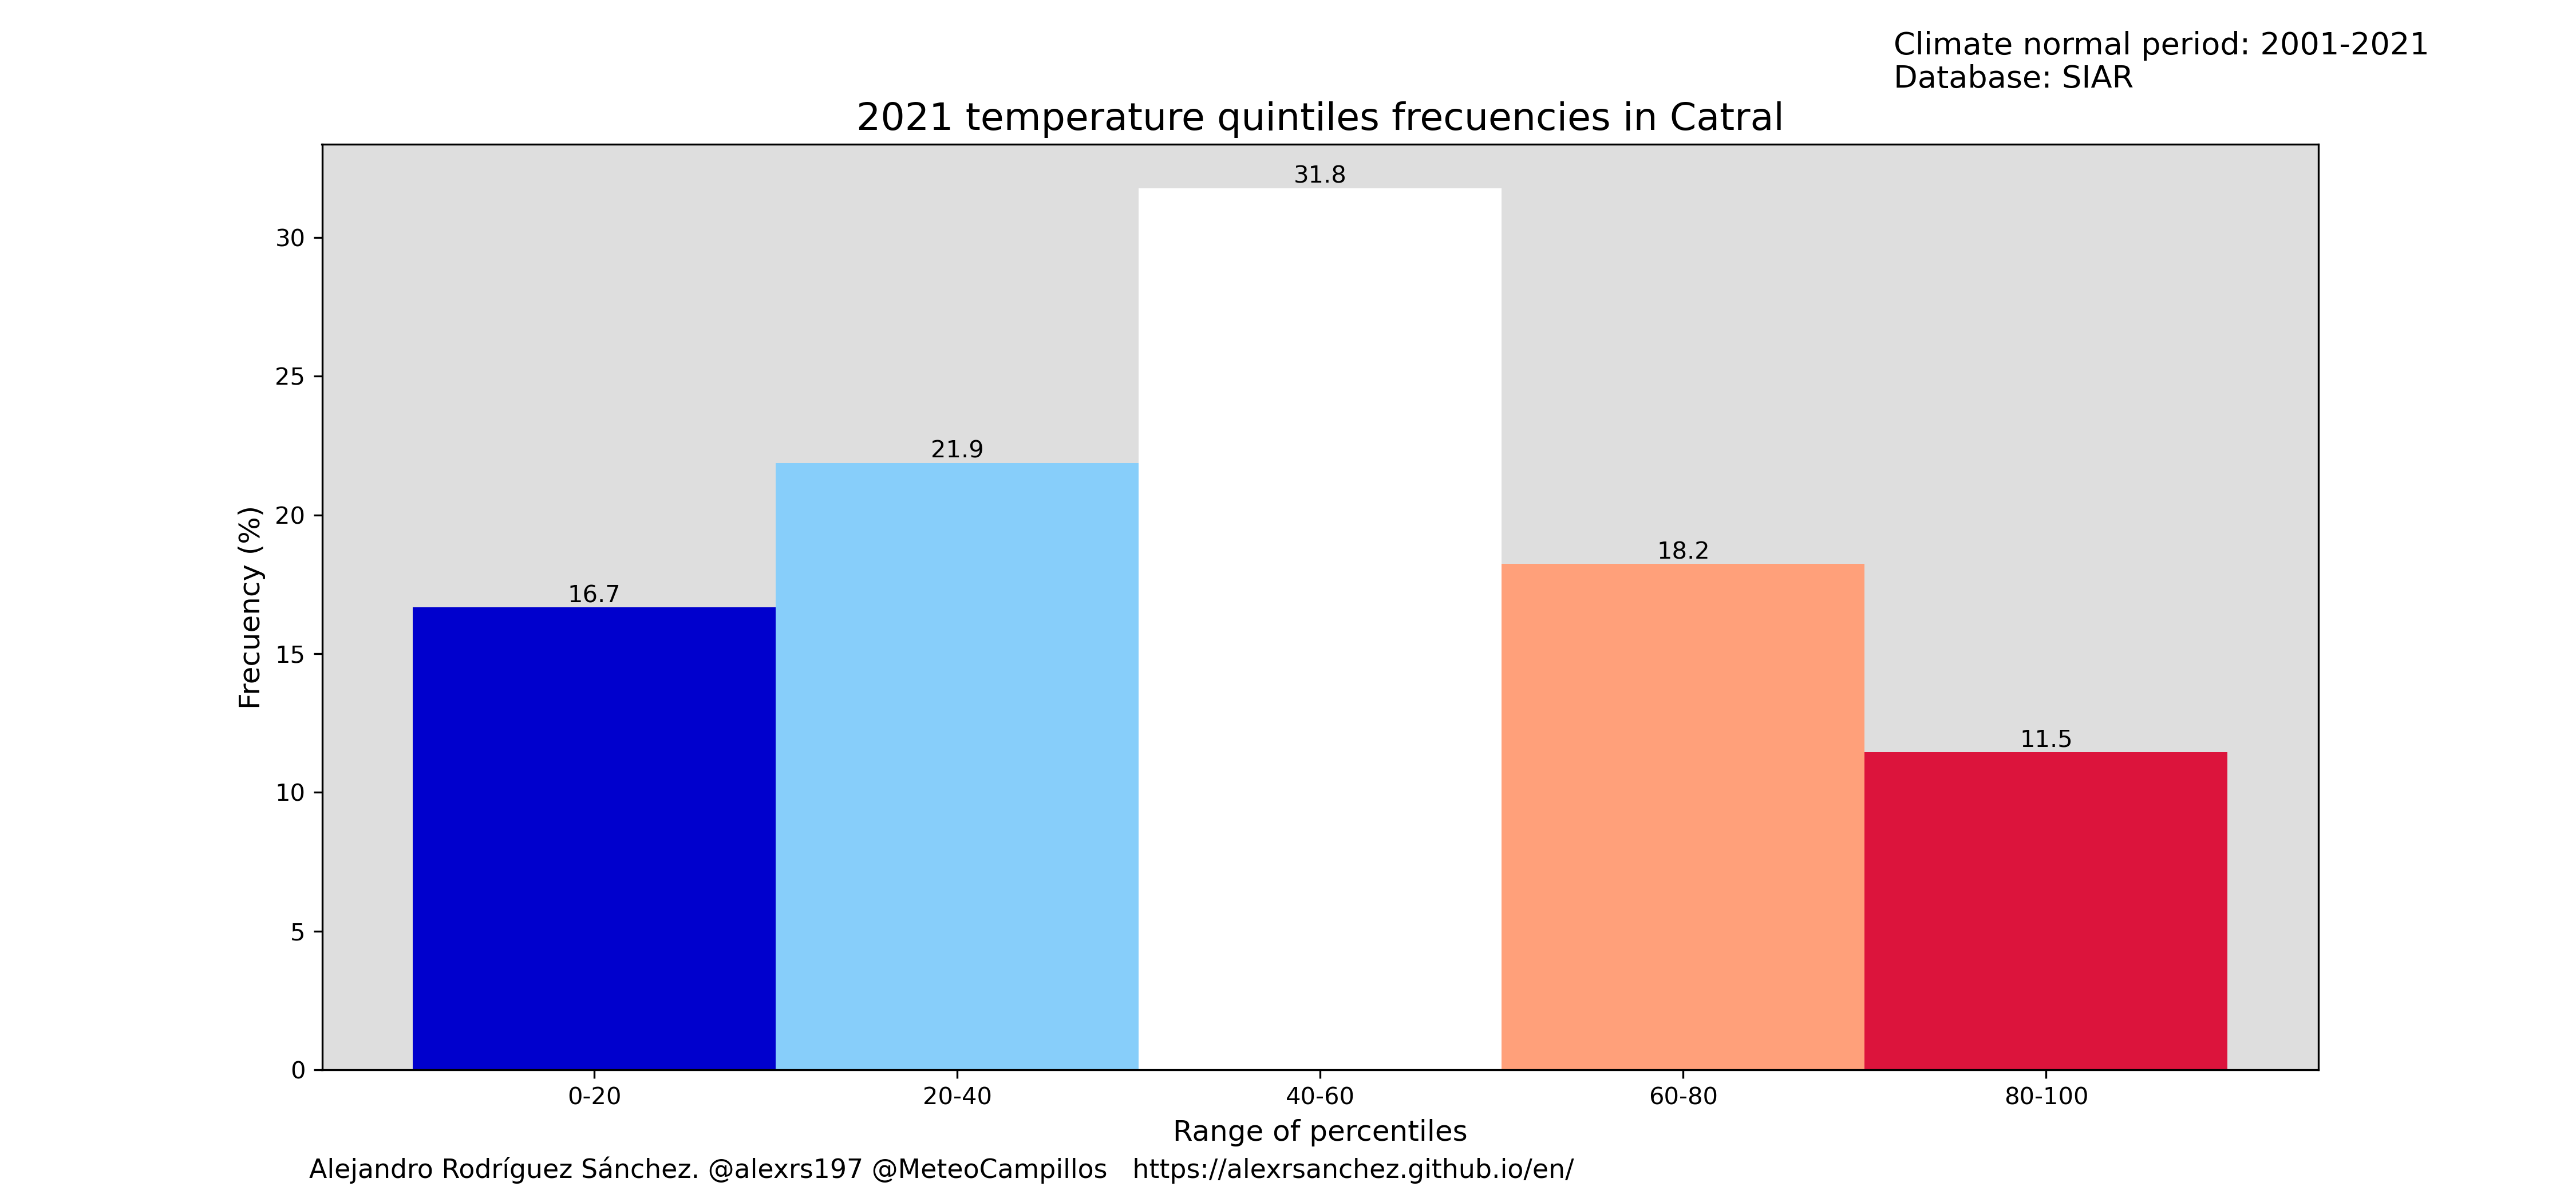 Climate normal period: 2001-2021
Database: SIAR
2021 temperature quintiles frecuencies in Catral
Frecuency (%)
30
25
20
15
10
5
0
16.7
21.9
31.8
18.2
11.5
0-20
20-40
40-60
60-80
80-100
Range of percentiles
Alejandro Rodríguez Sánchez. @alexrs197 @MeteoCampillos   https://alexrsanchez.github.io/en/